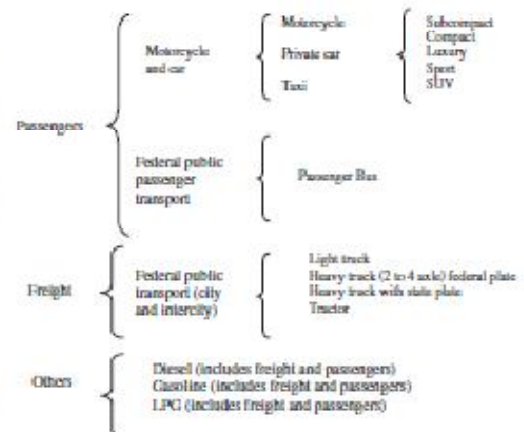 Passengers
Motorcycle
and car
Motorcycle
Private car
Taxi
Subcompact
Compact
Luxury
Sport
SUV
Federal public
passenger
transport
Passenger Bus
Freight
Federal public
transport (city
and intercity)
Light truck
Heavy truck (2 to 4 axle) federal plate
Heavy truck with state plate
Tractor
Others
Diesel (includes freight and passengers)
Gasoline (includes freight and passengers)
LPG (includes freight and passengers)